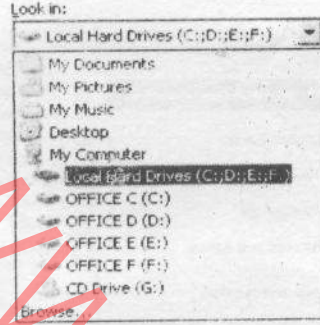 Look in:
Local Hard Drives (C:;D:;E:;F:)
My Documents
My Pictures
My Music
Desktop
My Computer
Local Hard Drives (C:;D:;E:;F:)
OFFICE C (C:)
OFFICE D (D:)
OFFICE E (E:)
OFFICE F (F:)
CD Drive (G:)
Browse...